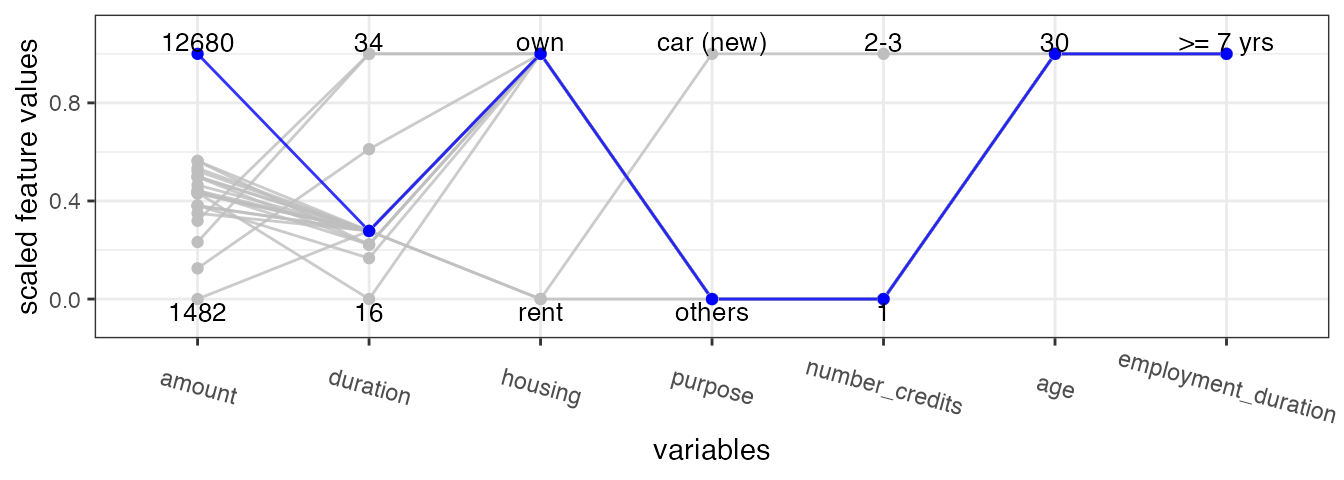 12680 34 own car (new) 2-3 30 >= 7 yrs
0.8
0.4
0.0
1482 16 rent others 1
scaled feature values
amount duration housing purpose number_credits age employment_duration
variables